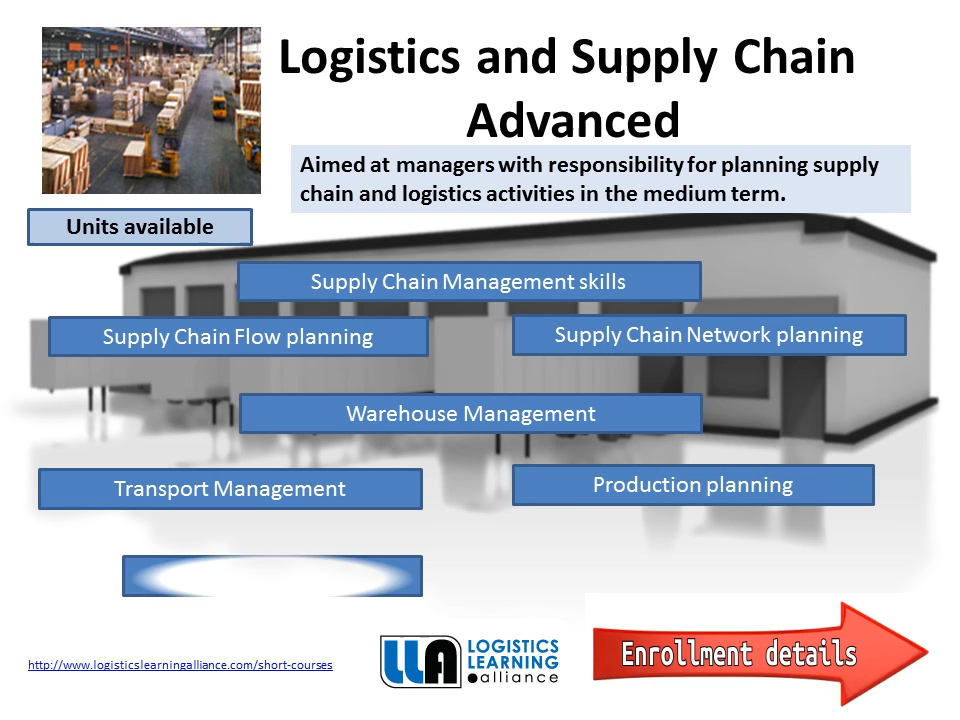 Logistics and Supply Chain
Advanced
Aimed at managers with responsibility for planning supply
chain and logistics activities in the medium term.
Units available
Supply Chain Management skills
Supply Chain Flow planning
Supply Chain Network planning
Warehouse Management
Transport Management
Production planning
http://www.logisticslearningalliance.com/short-courses
LLA
LOGISTICS
LEARNING
alliance
Enrollment details